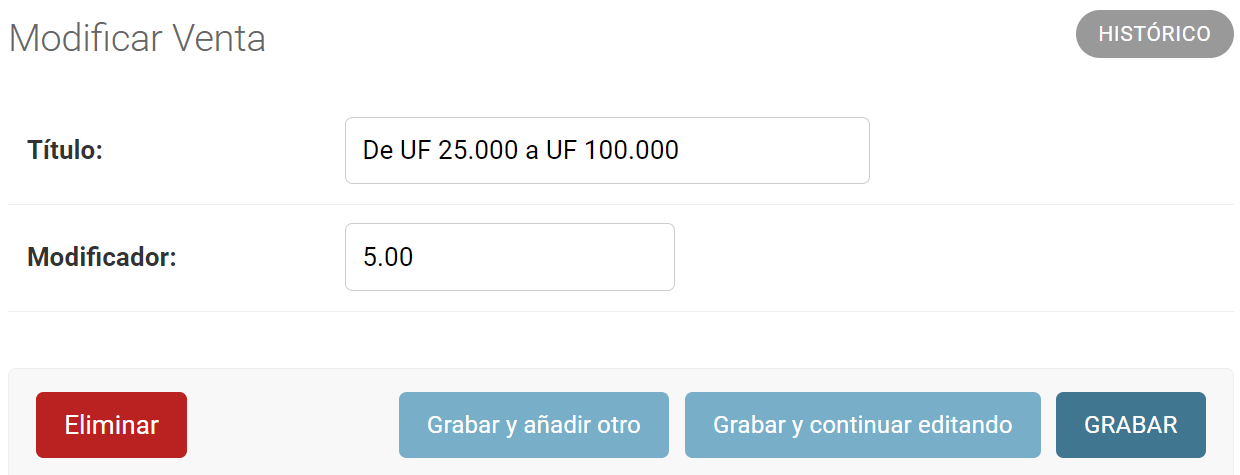 Modificar Venta
HISTÓRICO
Título:
De UF 25.000 a UF 100.000
Modificador:
5.00
Eliminar
Grabar y añadir otro
Grabar y continuar editando
GRABAR